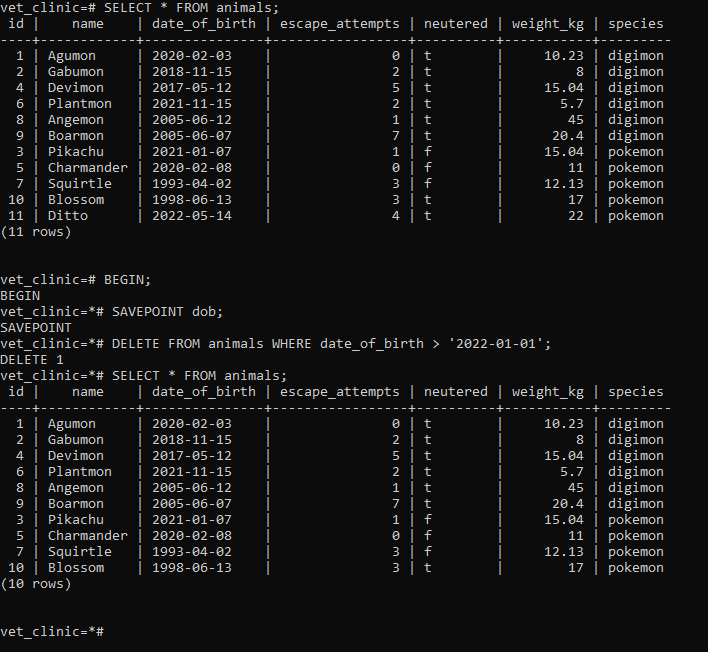 vet_clinic=# SELECT * FROM animals;
 id |    name    | date_of_birth | escape_attempts | neutered | weight_kg | species
----+------------+---------------+-----------------+----------+-----------+---------
  1 | Agumon     | 2020-02-03    |               0 | t        |     10.23 | digimon
  2 | Gabumon    | 2018-11-15    |               2 | t        |         8 | digimon
  4 | Devimon    | 2017-05-12    |               5 | t        |     15.04 | digimon
  6 | Plantmon   | 2021-11-15    |               2 | t        |       5.7 | digimon
  8 | Angemon    | 2005-06-12    |               1 | t        |        45 | digimon
  9 | Boarmon    | 2005-06-07    |               7 | t        |      20.4 | digimon
  3 | Pikachu    | 2021-01-07    |               1 | f        |     15.04 | pokemon
  5 | Charmander | 2020-02-08    |               0 | f        |        11 | pokemon
  7 | Squirtle   | 1993-04-02    |               3 | f        |     12.13 | pokemon
 10 | Blossom    | 1998-06-13    |               3 | t        |        17 | pokemon
 11 | Ditto      | 2022-05-14    |               4 | t        |        22 | pokemon
(11 rows)
vet_clinic=# BEGIN;
BEGIN
vet_clinic=*# SAVEPOINT dob;
SAVEPOINT
vet_clinic=*# DELETE FROM animals WHERE date_of_birth > '2022-01-01';
DELETE 1
vet_clinic=*# SELECT * FROM animals;
 id |    name    | date_of_birth | escape_attempts | neutered | weight_kg | species
----+------------+---------------+-----------------+----------+-----------+---------
  1 | Agumon     | 2020-02-03    |               0 | t        |     10.23 | digimon
  2 | Gabumon    | 2018-11-15    |               2 | t        |         8 | digimon
  4 | Devimon    | 2017-05-12    |               5 | t        |     15.04 | digimon
  6 | Plantmon   | 2021-11-15    |               2 | t        |       5.7 | digimon
  8 | Angemon    | 2005-06-12    |               1 | t        |        45 | digimon
  9 | Boarmon    | 2005-06-07    |               7 | t        |      20.4 | digimon
  3 | Pikachu    | 2021-01-07    |               1 | f        |     15.04 | pokemon
  5 | Charmander | 2020-02-08    |               0 | f        |        11 | pokemon
  7 | Squirtle   | 1993-04-02    |               3 | f        |     12.13 | pokemon
 10 | Blossom    | 1998-06-13    |               3 | t        |        17 | pokemon
(10 rows)
vet_clinic=*#